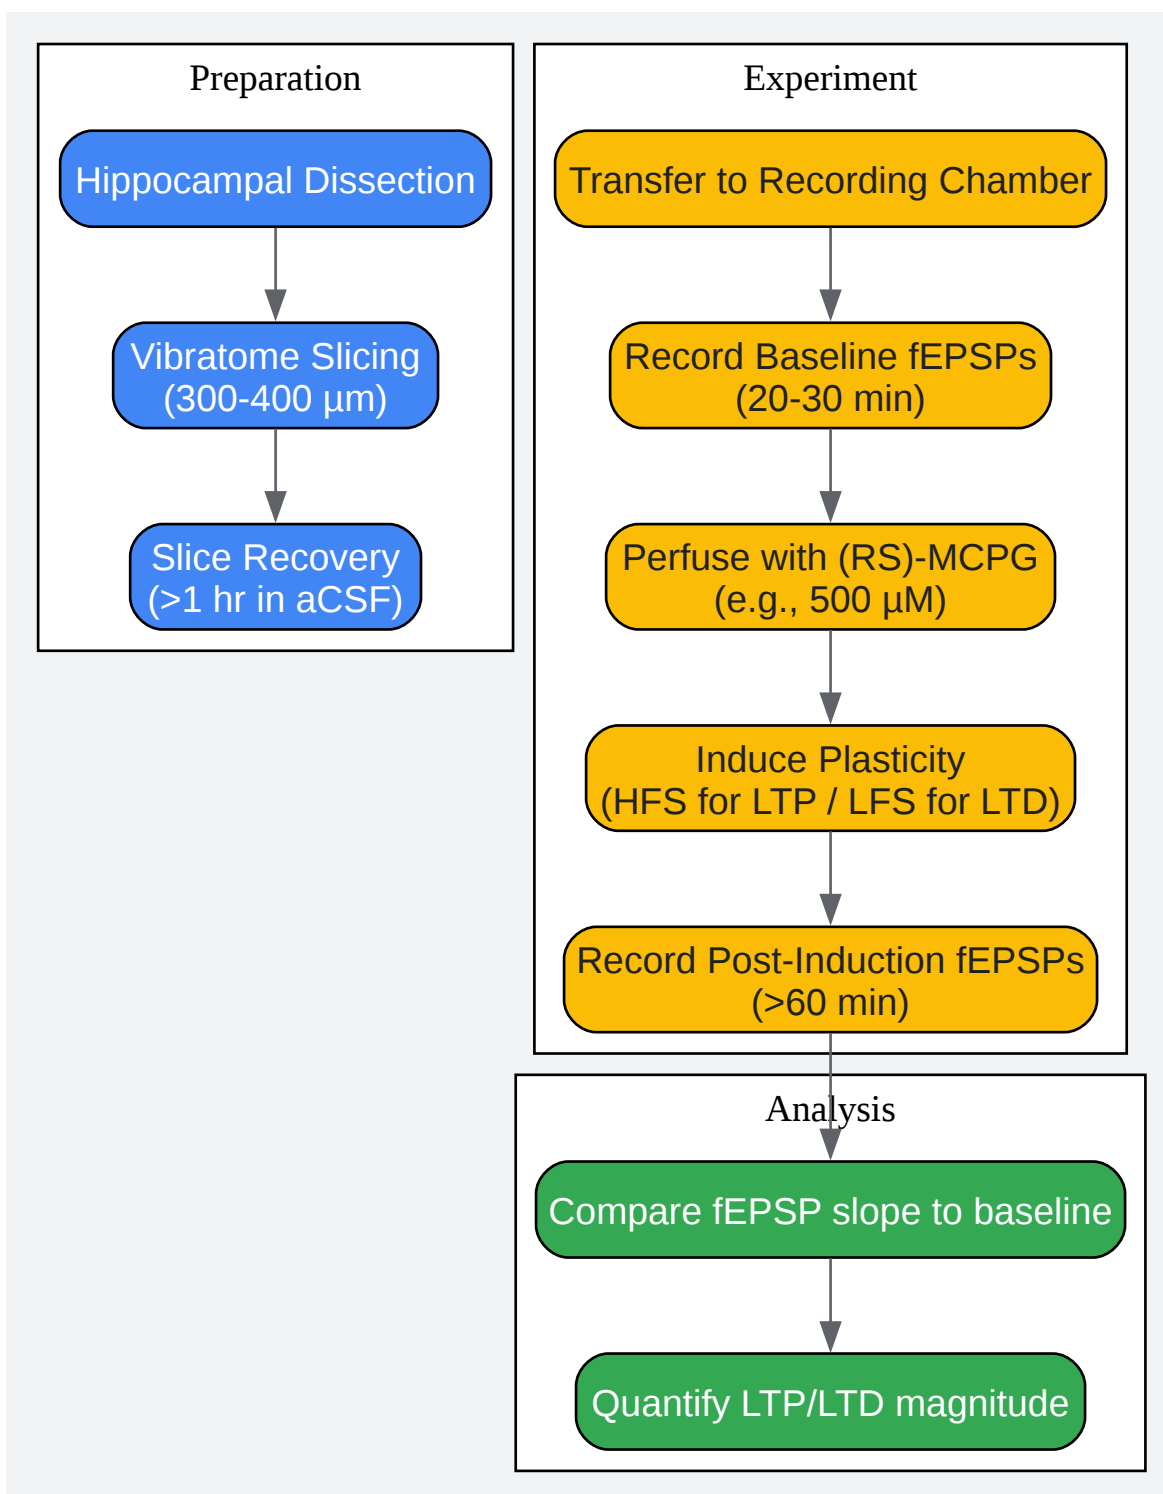 Preparation
Hippocampal Dissection
Vibratome Slicing
(300-400 µm)
Slice Recovery
(>1 hr in aCSF)
Experiment
Transfer to Recording Chamber
Record Baseline fEPSPs
(20-30 min)
Perfuse with (RS)-MCPG
(e.g., 500 µM)
Induce Plasticity
(HFS for LTP / LFS for LTD)
Record Post-Induction fEPSPs
(>60 min)
Analysis
Compare fEPSP slope to baseline
Quantify LTP/LTD magnitude